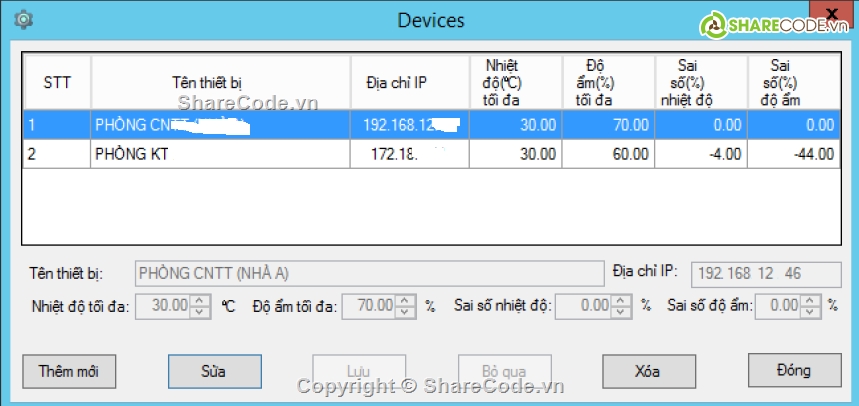 Devices
SHARECODE.vn
STT Tên thiết bị Địa chỉ IP Nhiệt độ(ºC) tối đa Độ ẩm(%) tối đa Sai số(%) nhiệt độ Sai số(%) độ ẩm
ShareCode.vn
1 PHÒNG 192.168.12 30.00 70.00 0.00 0.00
2 PHÒNG KT 172.18. 30.00 60.00 -4.00 -44.00
Tên thiết bị: PHÒNG CNTT (NHÀ A) Địa chỉ IP: 192. 168 12 46
Nhiệt độ tối đa: 30.00 ºC Độ ẩm tối đa: 70.00 % Sai số nhiệt độ: 0.00 % Sai số độ ẩm: 0.00 %
Thêm mới Sửa Lưu Bỏ qua Xóa Đóng
Copyright © ShareCode.vn